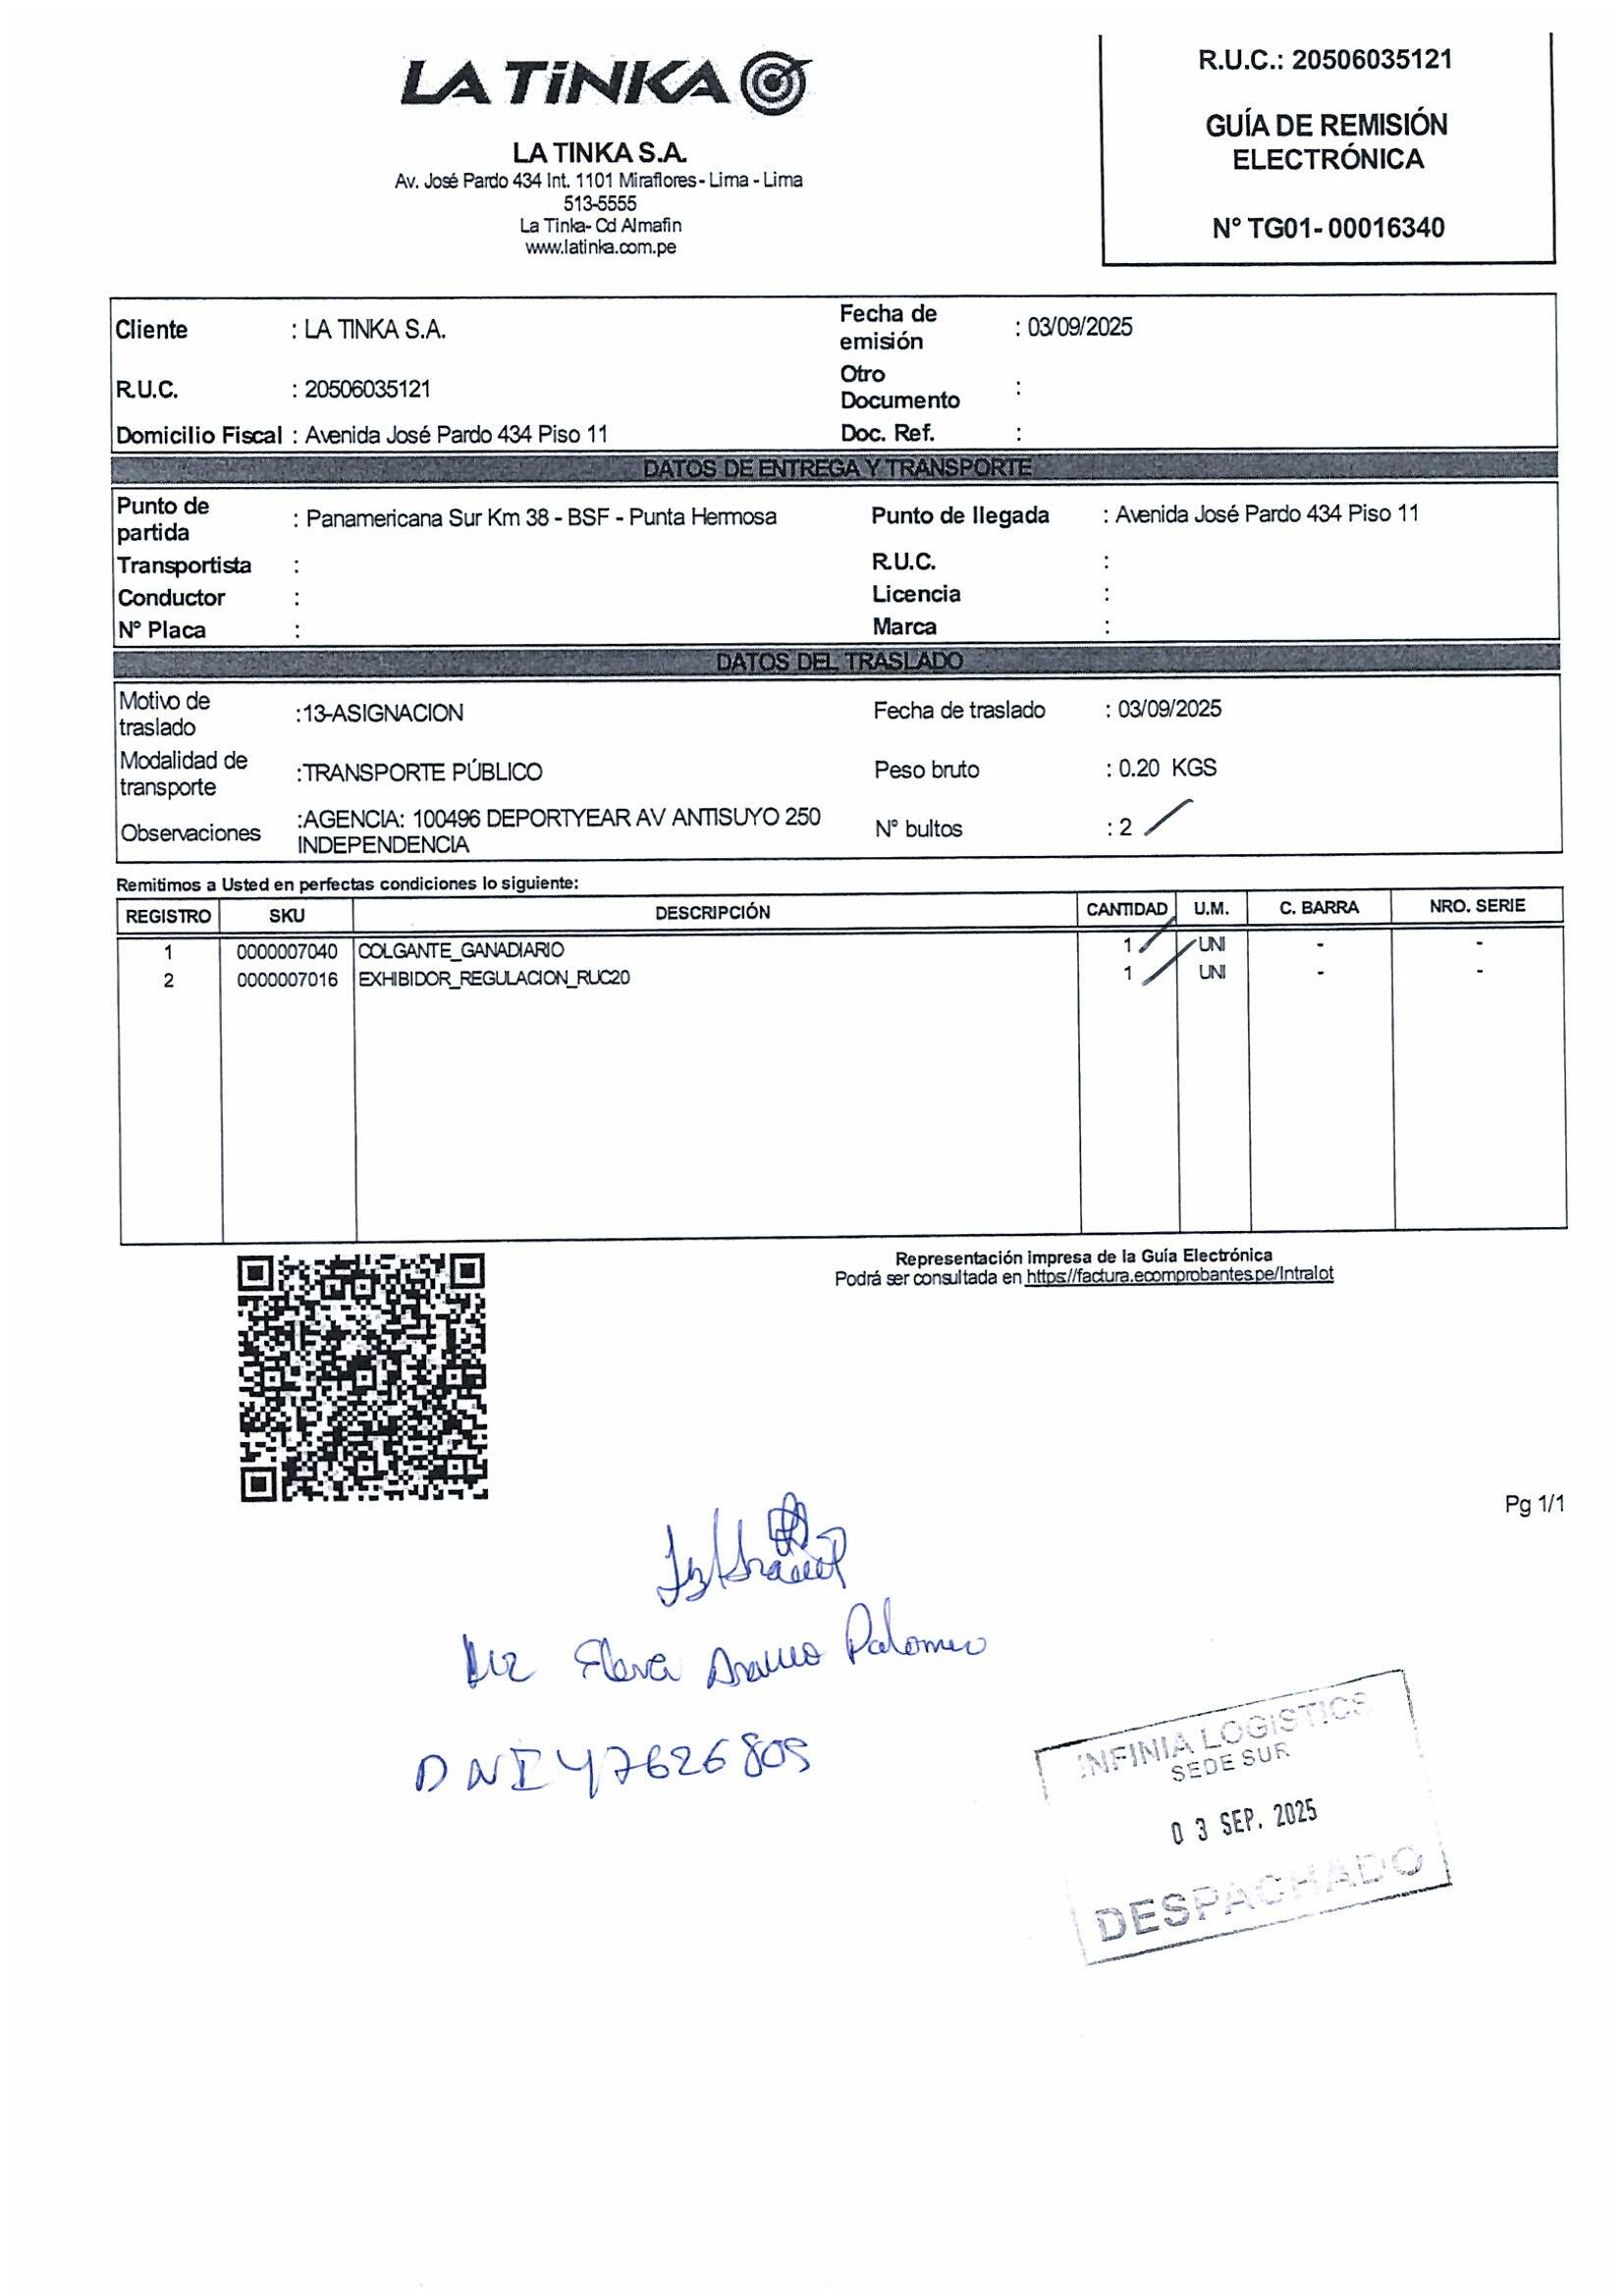 LA TiNKA
LA TINKA S.A.
Av. José Pardo 434 Int. 1101 Miraflores - Lima - Lima
513-5555
La Tinka- Cd Almafin
www.latinka.com.pe
R.U.C.: 20506035121
GUÍA DE REMISIÓN
ELECTRÓNICA
N° TG01- 00016340
Cliente : LA TINKA S.A.
Fecha de emisión : 03/09/2025
R.U.C. : 20506035121
Otro Documento :
Domicilio Fiscal : Avenida José Pardo 434 Piso 11
Doc. Ref. :
DATOS DE ENTREGA Y TRANSPORTE
Punto de partida : Panamericana Sur Km 38 - BSF - Punta Hermosa
Punto de llegada : Avenida José Pardo 434 Piso 11
Transportista :
R.U.C. :
Conductor :
Licencia :
N° Placa :
Marca :
DATOS DEL TRASLADO
Motivo de traslado :13-ASIGNACION
Fecha de traslado : 03/09/2025
Modalidad de transporte :TRANSPORTE PÚBLICO
Peso bruto : 0.20 KGS
Observaciones :AGENCIA: 100496 DEPORTYEAR AV ANTISUYO 250
INDEPENDENCIA
N° bultos : 2
Remitimos a Usted en perfectas condiciones lo siguiente:
REGISTRO SKU DESCRIPCIÓN CANTIDAD U.M. C. BARRA NRO. SERIE
1 0000007040 COLGANTE_GANADIARIO 1 UNI - -
2 0000007016 EXHIBIDOR_REGULACION_RUC20 1 UNI - -
Representación impresa de la Guía Electrónica
Podrá ser consultada en https://factura.ecomprobantes.pe/Intralot
Pg 1/1
Elena Palomino
DNI 47626809
INFINIA LOGISTICS
SEDE SUR
03 SEP. 2025
DESPACHADO